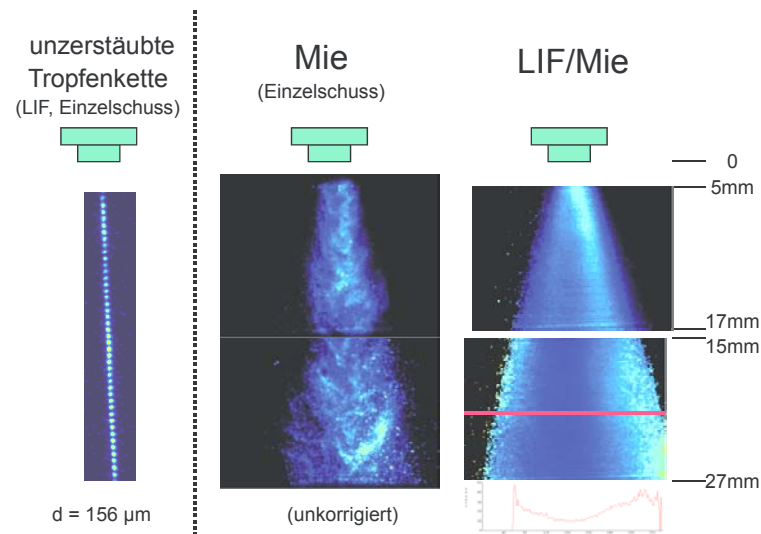 unzerstäubte
Tropfenkette
(LIF, Einzelschuss)
Mie
(Einzelschuss)
LIF/Mie
0
5mm
17mm
15mm
27mm
d = 156 µm
(unkorrigiert)